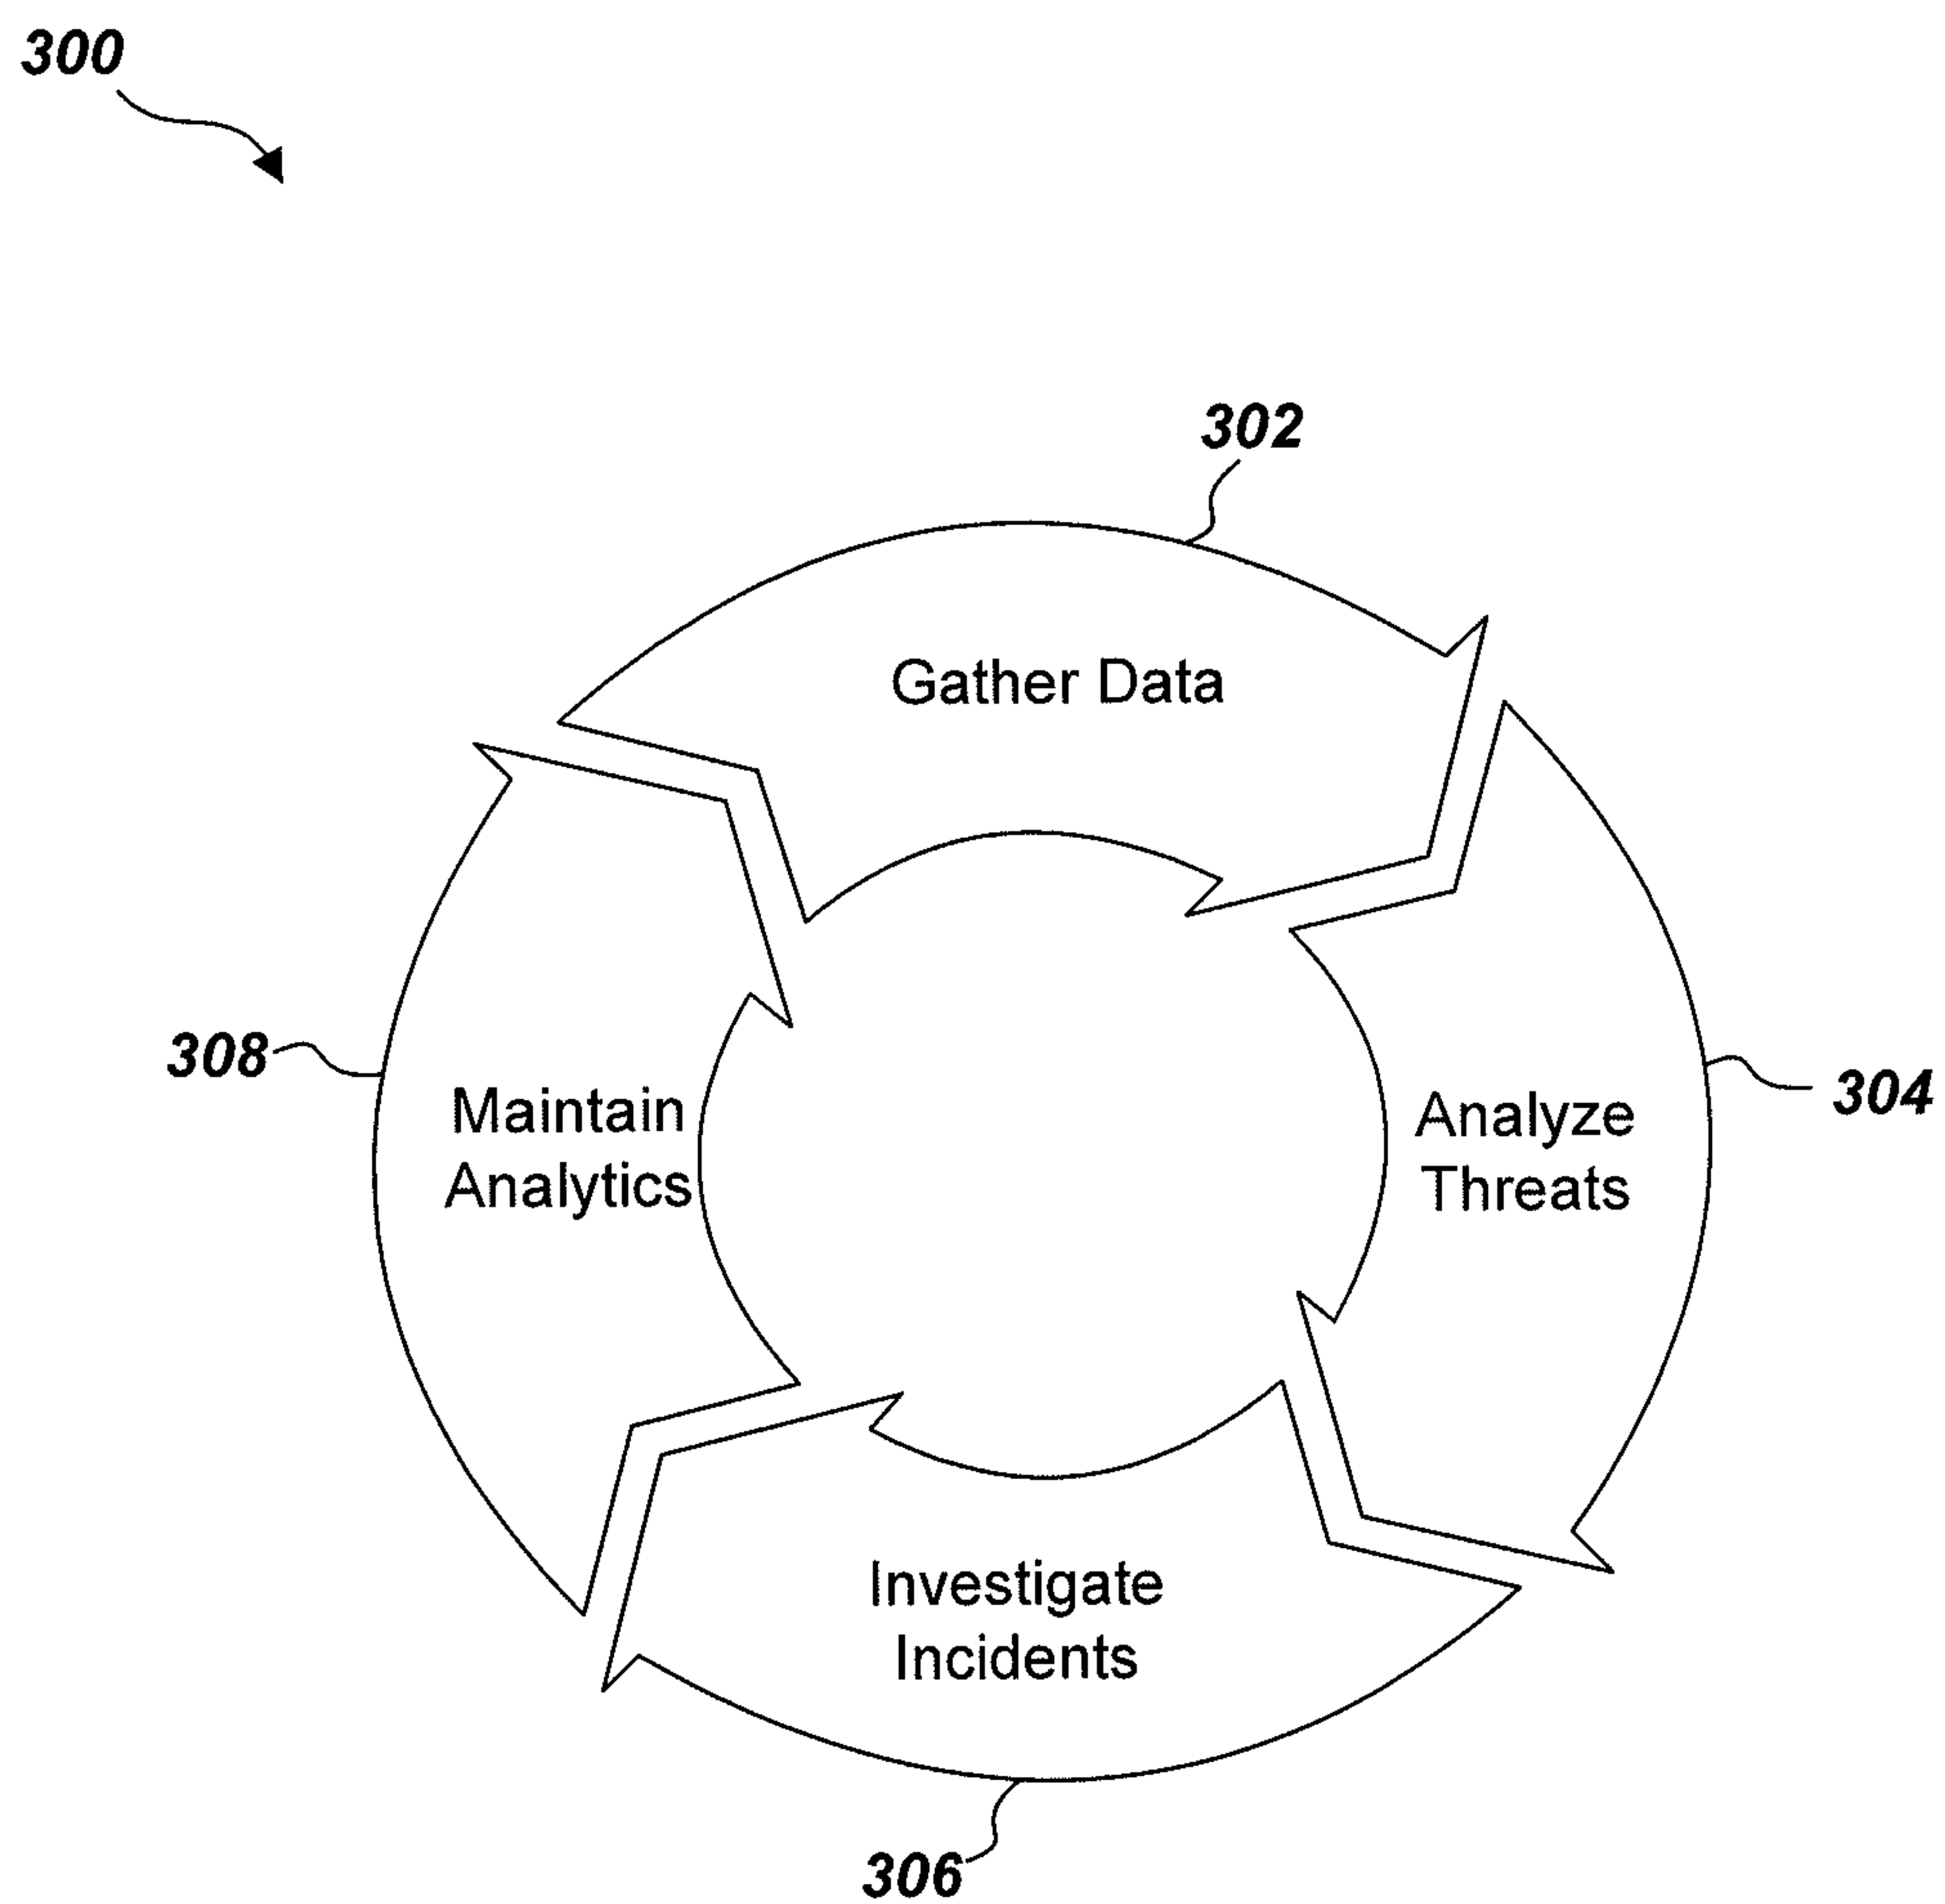 300
302
Gather Data
308
Maintain
Analytics
Analyze
Threats
304
Investigate
Incidents
306